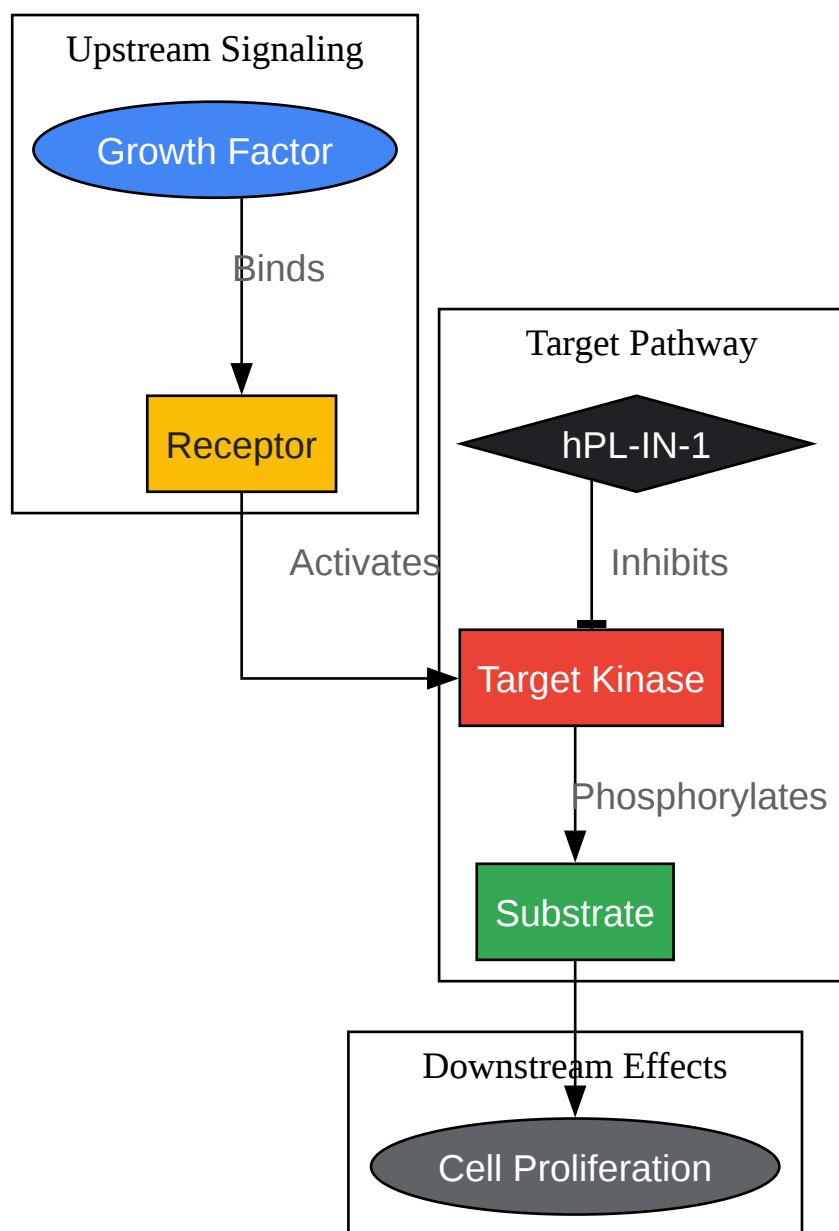 Upstream Signaling
Growth Factor
Binds
Receptor
Activates
Target Pathway
hPL-IN-1
Inhibits
Target Kinase
Phosphorylates
Substrate
Downstream Effects
Cell Proliferation